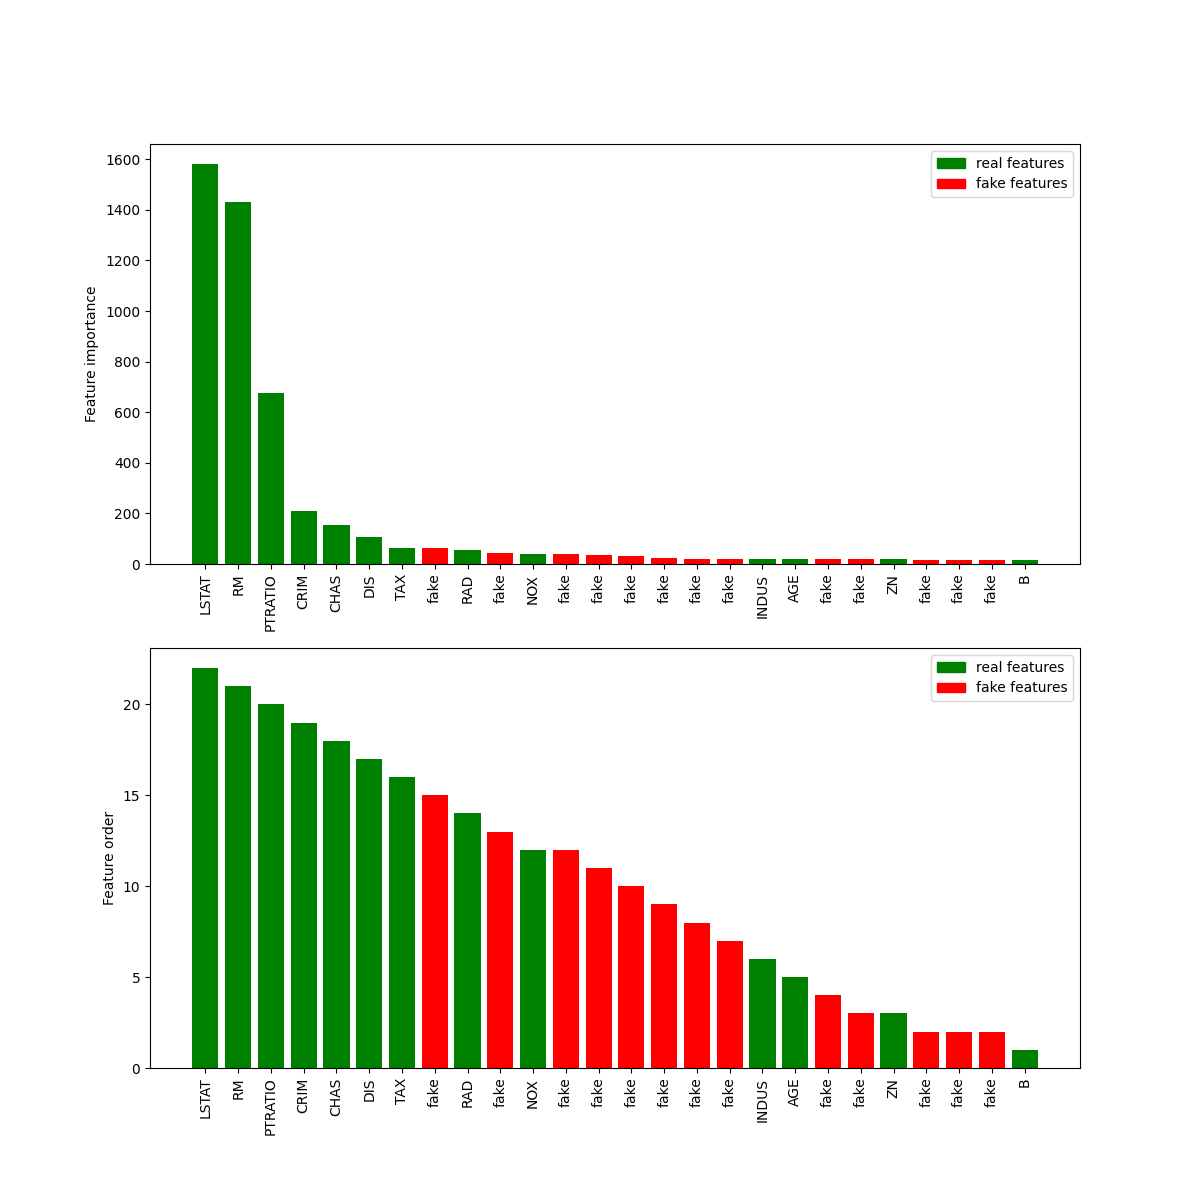 1600
1400
1200
1000
800
600
400
200
0
Feature importance
real features
fake features
LSTAT RM PTRATIO CRIM CHAS DIS TAX fake RAD fake NOX fake fake fake fake fake fake INDUS AGE fake fake ZN fake fake fake B
20
15
10
5
0
Feature order
real features
fake features
LSTAT RM PTRATIO CRIM CHAS DIS TAX fake RAD fake NOX fake fake fake fake fake fake INDUS AGE fake fake ZN fake fake fake B